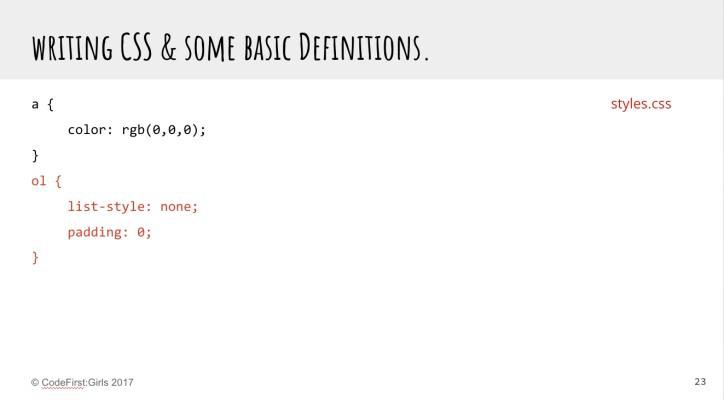 WRITING CSS & SOME BASIC DEFINITIONS.
a {
styles.css
color: rgb(0,0,0);
}
ol {
list-style: none;
padding: 0;
}
© CodeFirst:Girls 2017
23